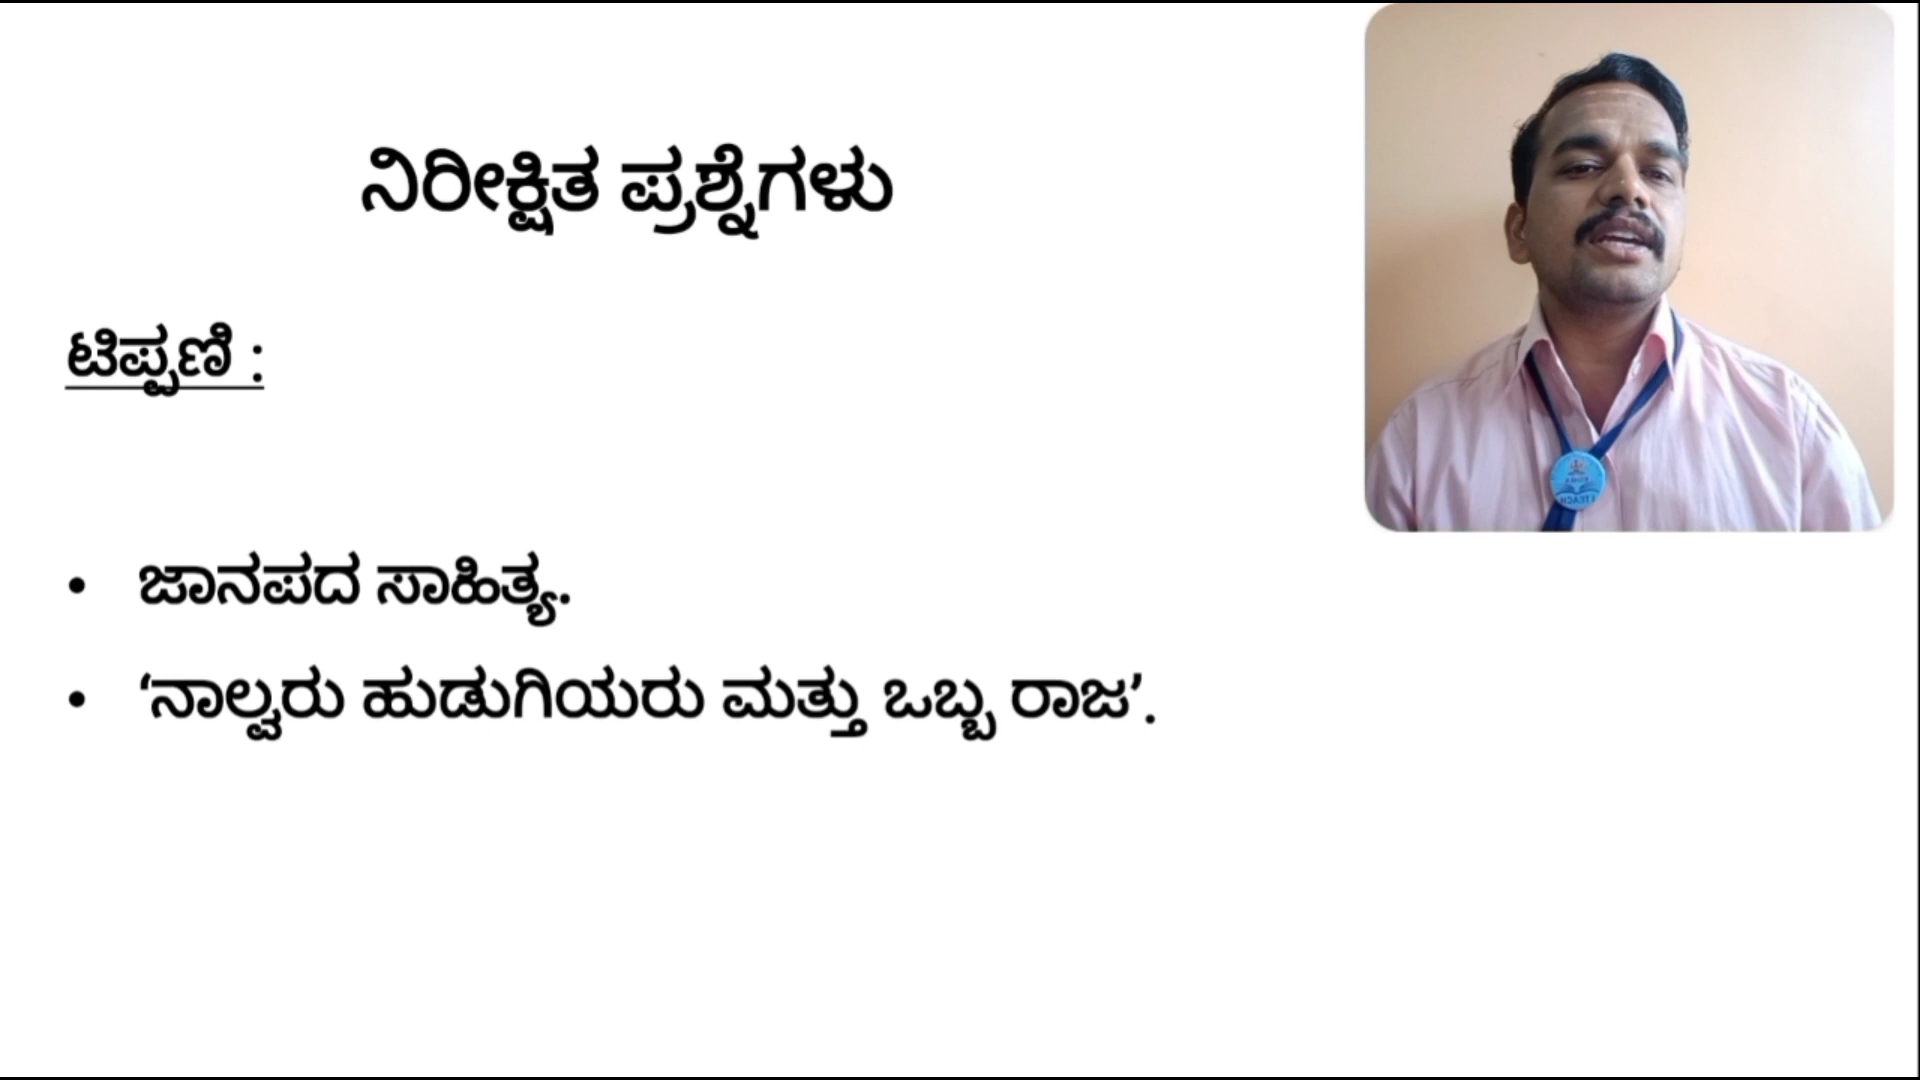 ನಿರೀಕ್ಷಿತ ಪ್ರಶ್ನೆಗಳು
ಟಿಪ್ಪಣಿ :
• ಜಾನಪದ ಸಾಹಿತ್ಯ.
• ‘ನಾಲ್ವರು ಹುಡುಗಿಯರು ಮತ್ತು ಒಬ್ಬ ರಾಜ’.